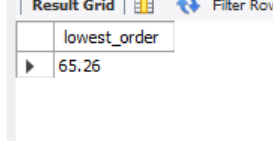 Result Grid Filter Row
lowest_order
65.26